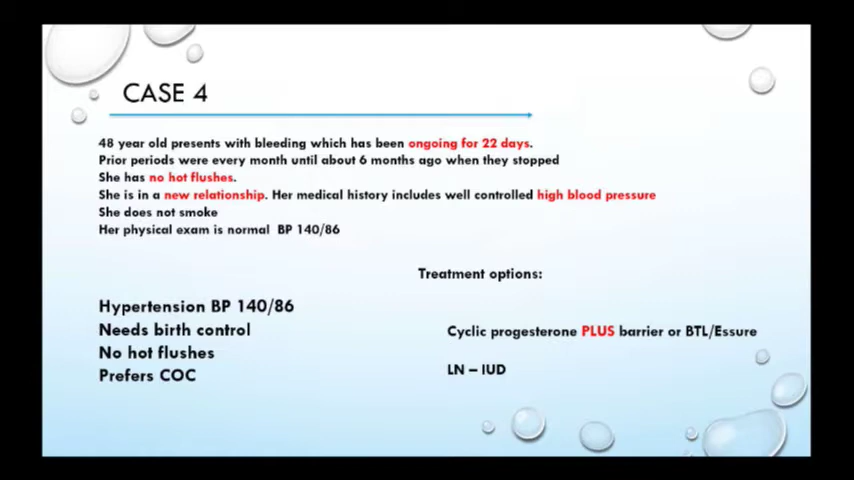 CASE 4
48 year old presents with bleeding which has been ongoing for 22 days.
Prior periods were every month until about 6 months ago when they stopped
She has no hot flushes.
She is in a new relationship. Her medical history includes well controlled high blood pressure
She does not smoke
Her physical exam is normal BP 140/86
Hypertension BP 140/86
Needs birth control
No hot flushes
Prefers COC
Treatment options:
Cyclic progesterone PLUS barrier or BTL/Essure
LN – IUD